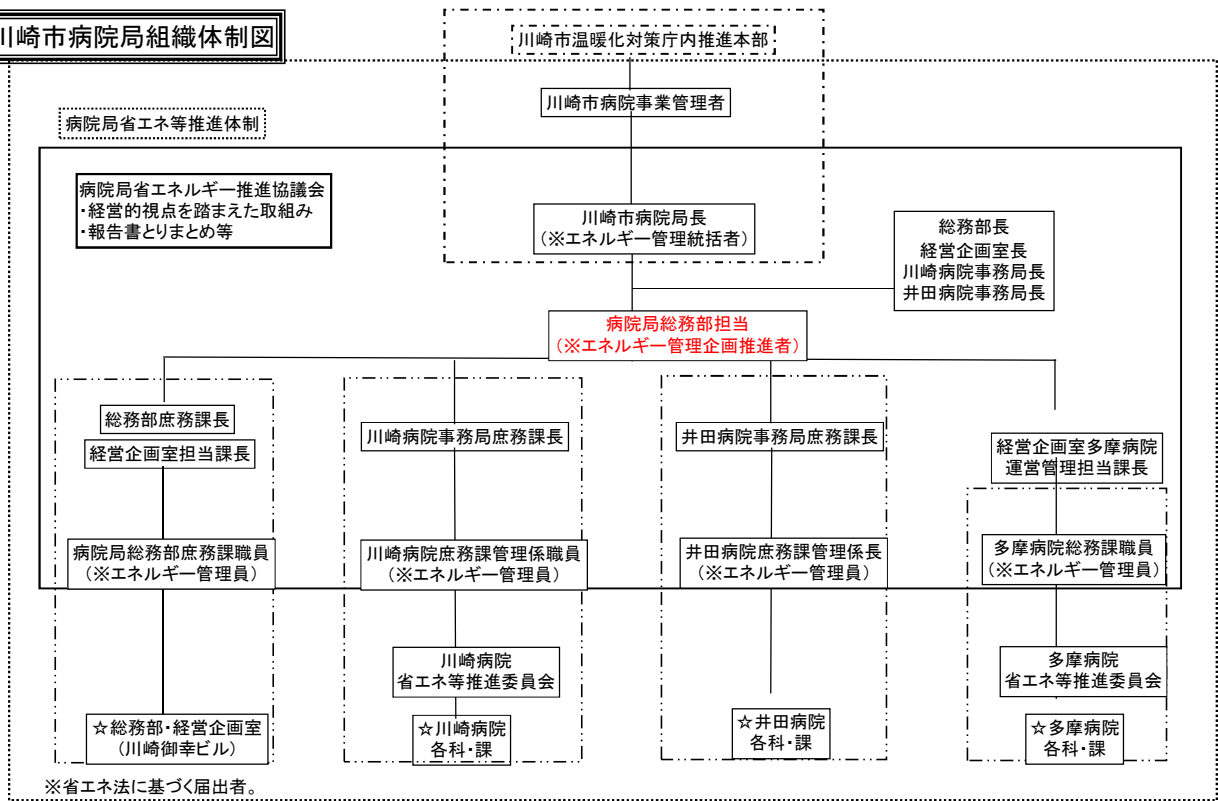 川崎市病院局組織体制図
川崎市温暖化対策庁内推進本部
川崎市病院事業管理者
病院局省エネ等推進体制
病院局省エネルギー推進協議会
・経営的視点を踏まえた取組み
・報告書とりまとめ等
川崎市病院局長
(※エネルギー管理統括者)
総務部長
経営企画室長
川崎病院事務局長
井田病院事務局長
病院局総務部担当
(※エネルギー管理企画推進者)
総務部庶務課長
経営企画室担当課長
川崎病院事務局庶務課長
井田病院事務局庶務課長
経営企画室多摩病院
運営管理担当課長
病院局総務部庶務課職員
(※エネルギー管理員)
川崎病院庶務課管理係職員
(※エネルギー管理員)
井田病院庶務課管理係長
(※エネルギー管理員)
多摩病院総務課職員
(※エネルギー管理員)
川崎病院
省エネ等推進委員会
多摩病院
省エネ等推進委員会
☆総務部・経営企画室
(川崎御幸ビル)
☆川崎病院
各科・課
☆井田病院
各科・課
☆多摩病院
各科・課
※省エネ法に基づく届出者。